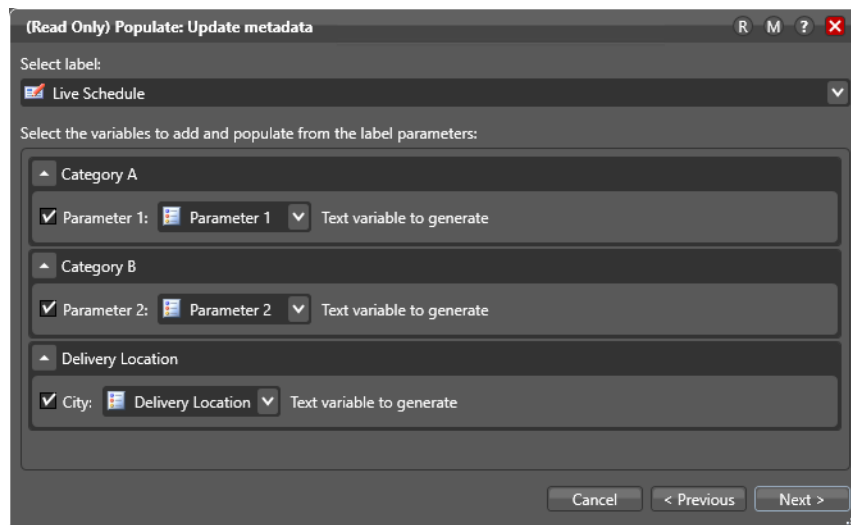 (Read Only) Populate: Update metadata R M ?
Select label:
Live Schedule
Select the variables to add and populate from the label parameters:
Category A
Parameter 1: Parameter 1 Text variable to generate
Category B
Parameter 2: Parameter 2 Text variable to generate
Delivery Location
City: Delivery Location Text variable to generate
Cancel < Previous Next >